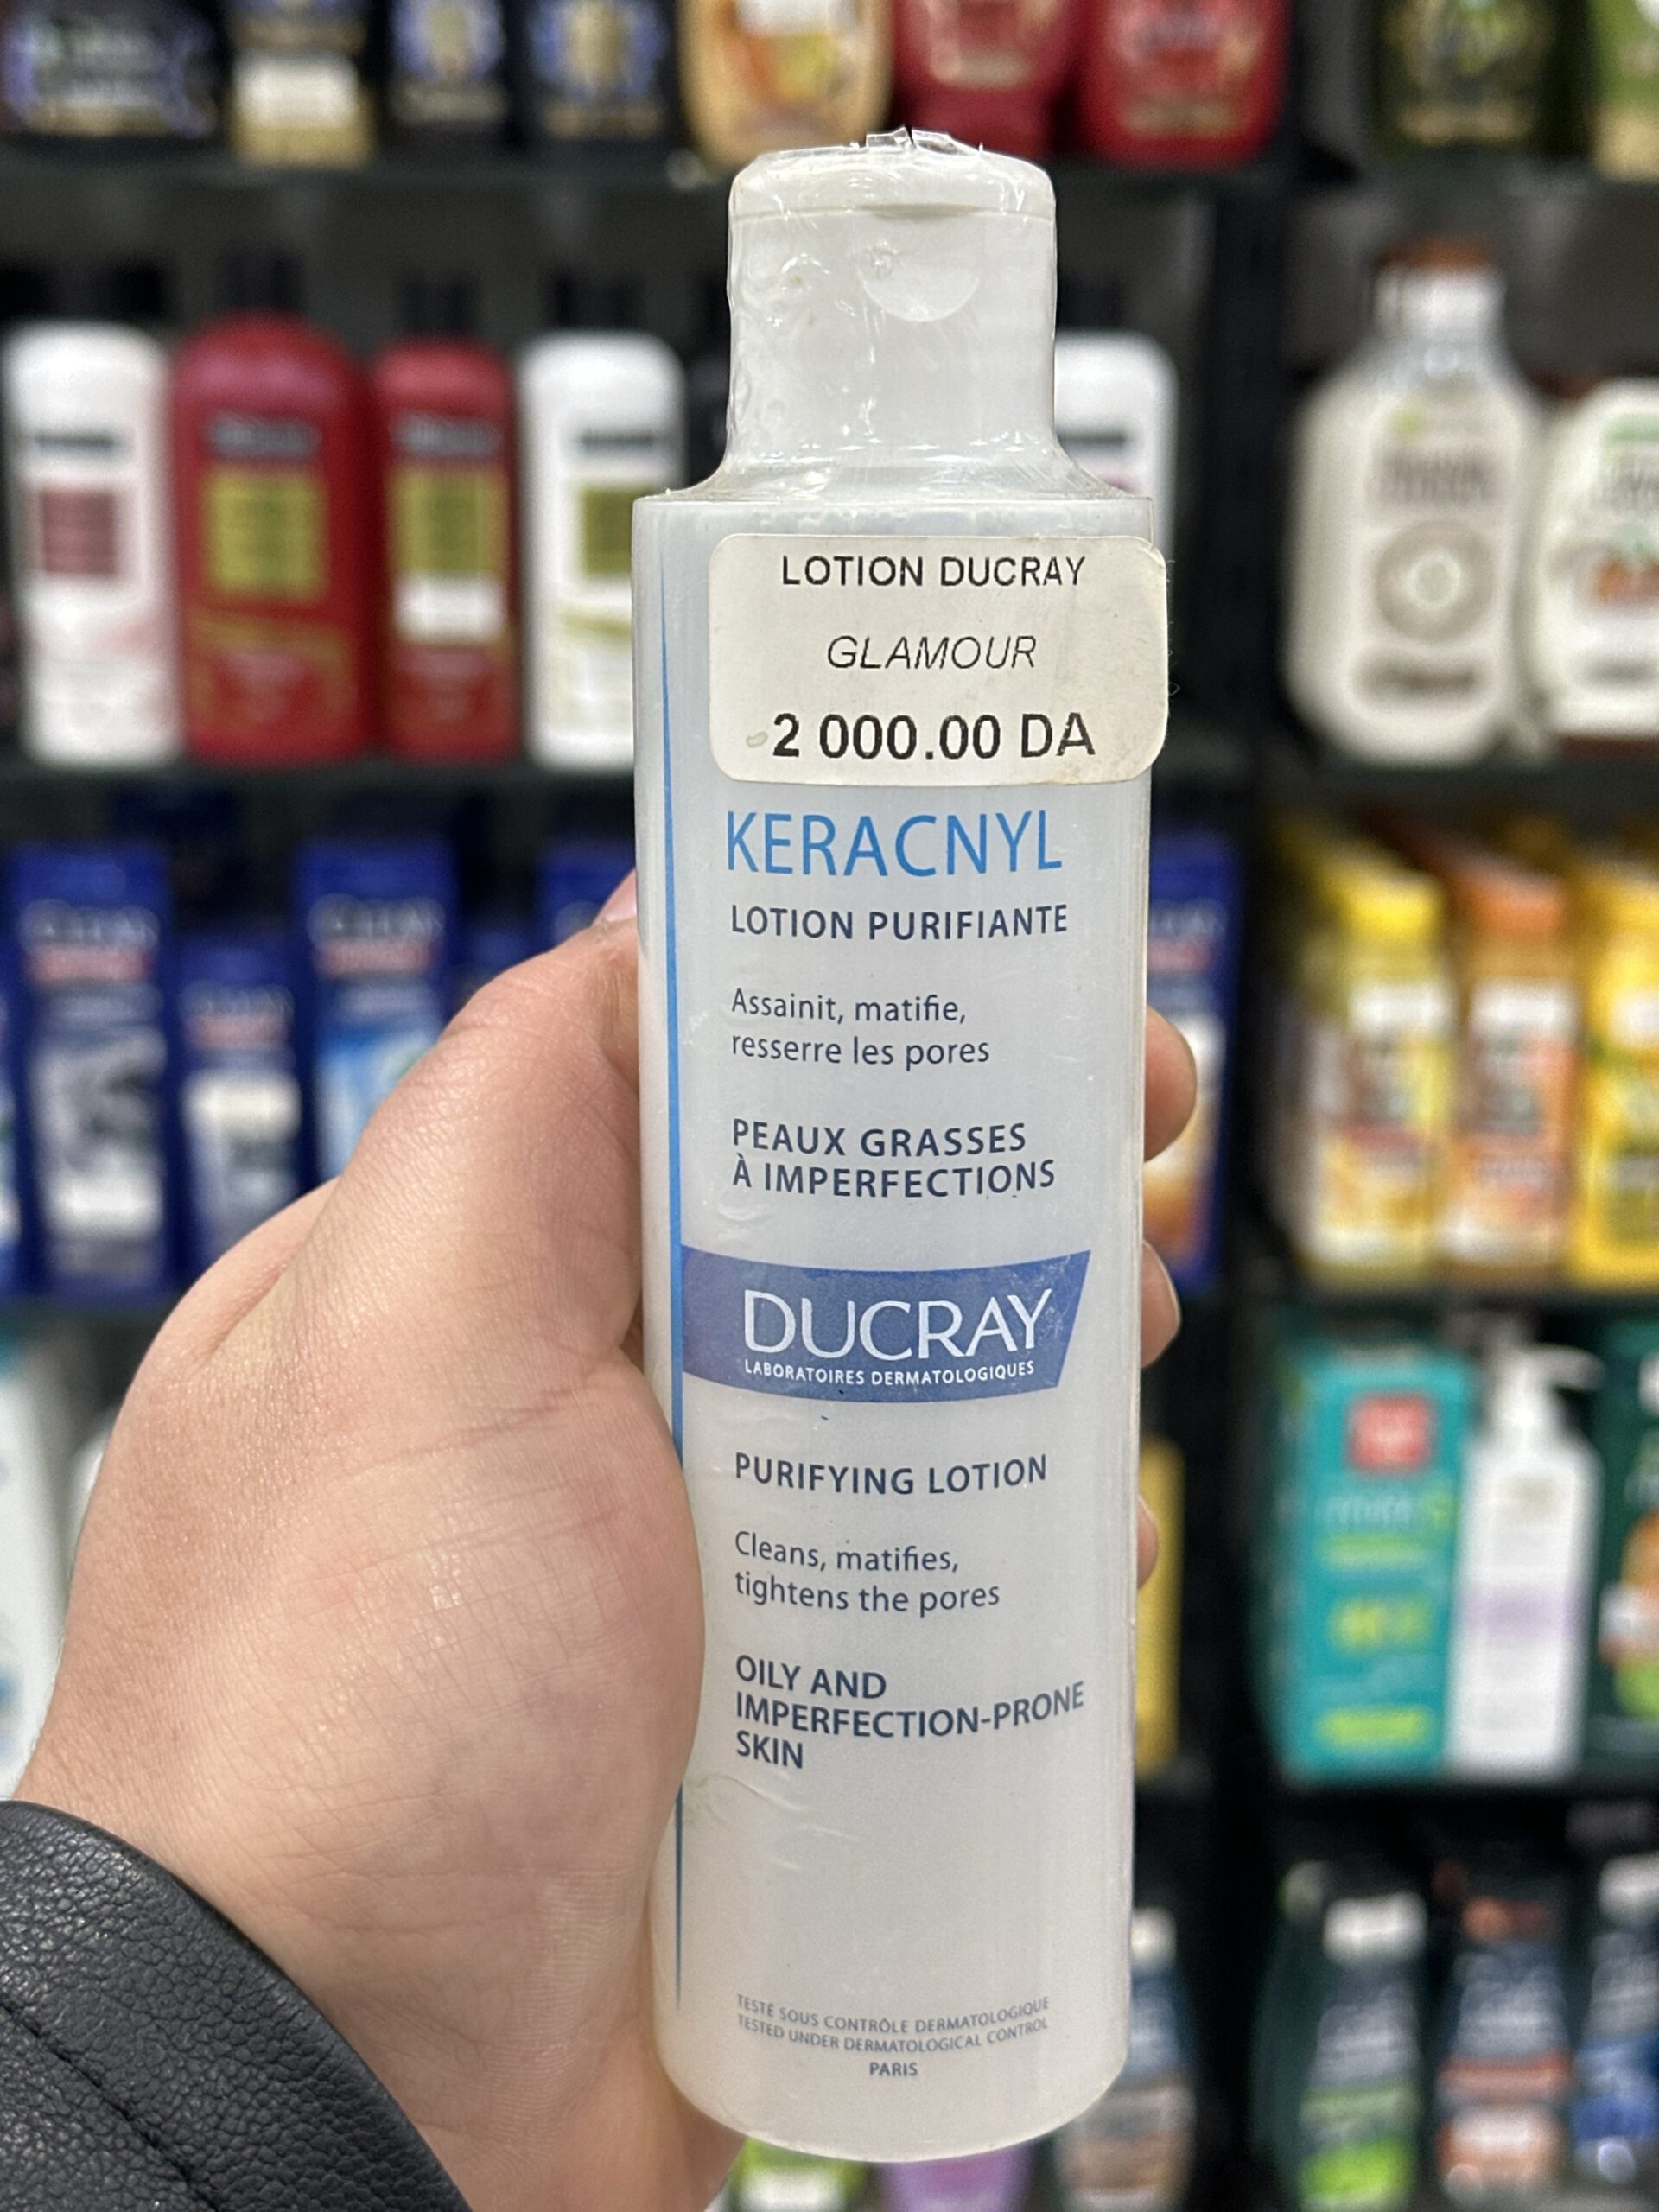 LOTION DUCRAY
GLAMOUR
2 000.00 DA
KERACNYL
LOTION PURIFIANTE
Assainit, matifie,
resserre les pores
PEAUX GRASSES
À IMPERFECTIONS
DUCRAY
LABORATOIRES DERMATOLOGIQUES
PURIFYING LOTION
Cleans, matifies,
tightens the pores
OILY AND
IMPERFECTION-PRONE
SKIN
TESTÉ SOUS CONTRÔLE DERMATOLOGIQUE
TESTED UNDER DERMATOLOGICAL CONTROL
PARIS
CLEAR
CLEAR